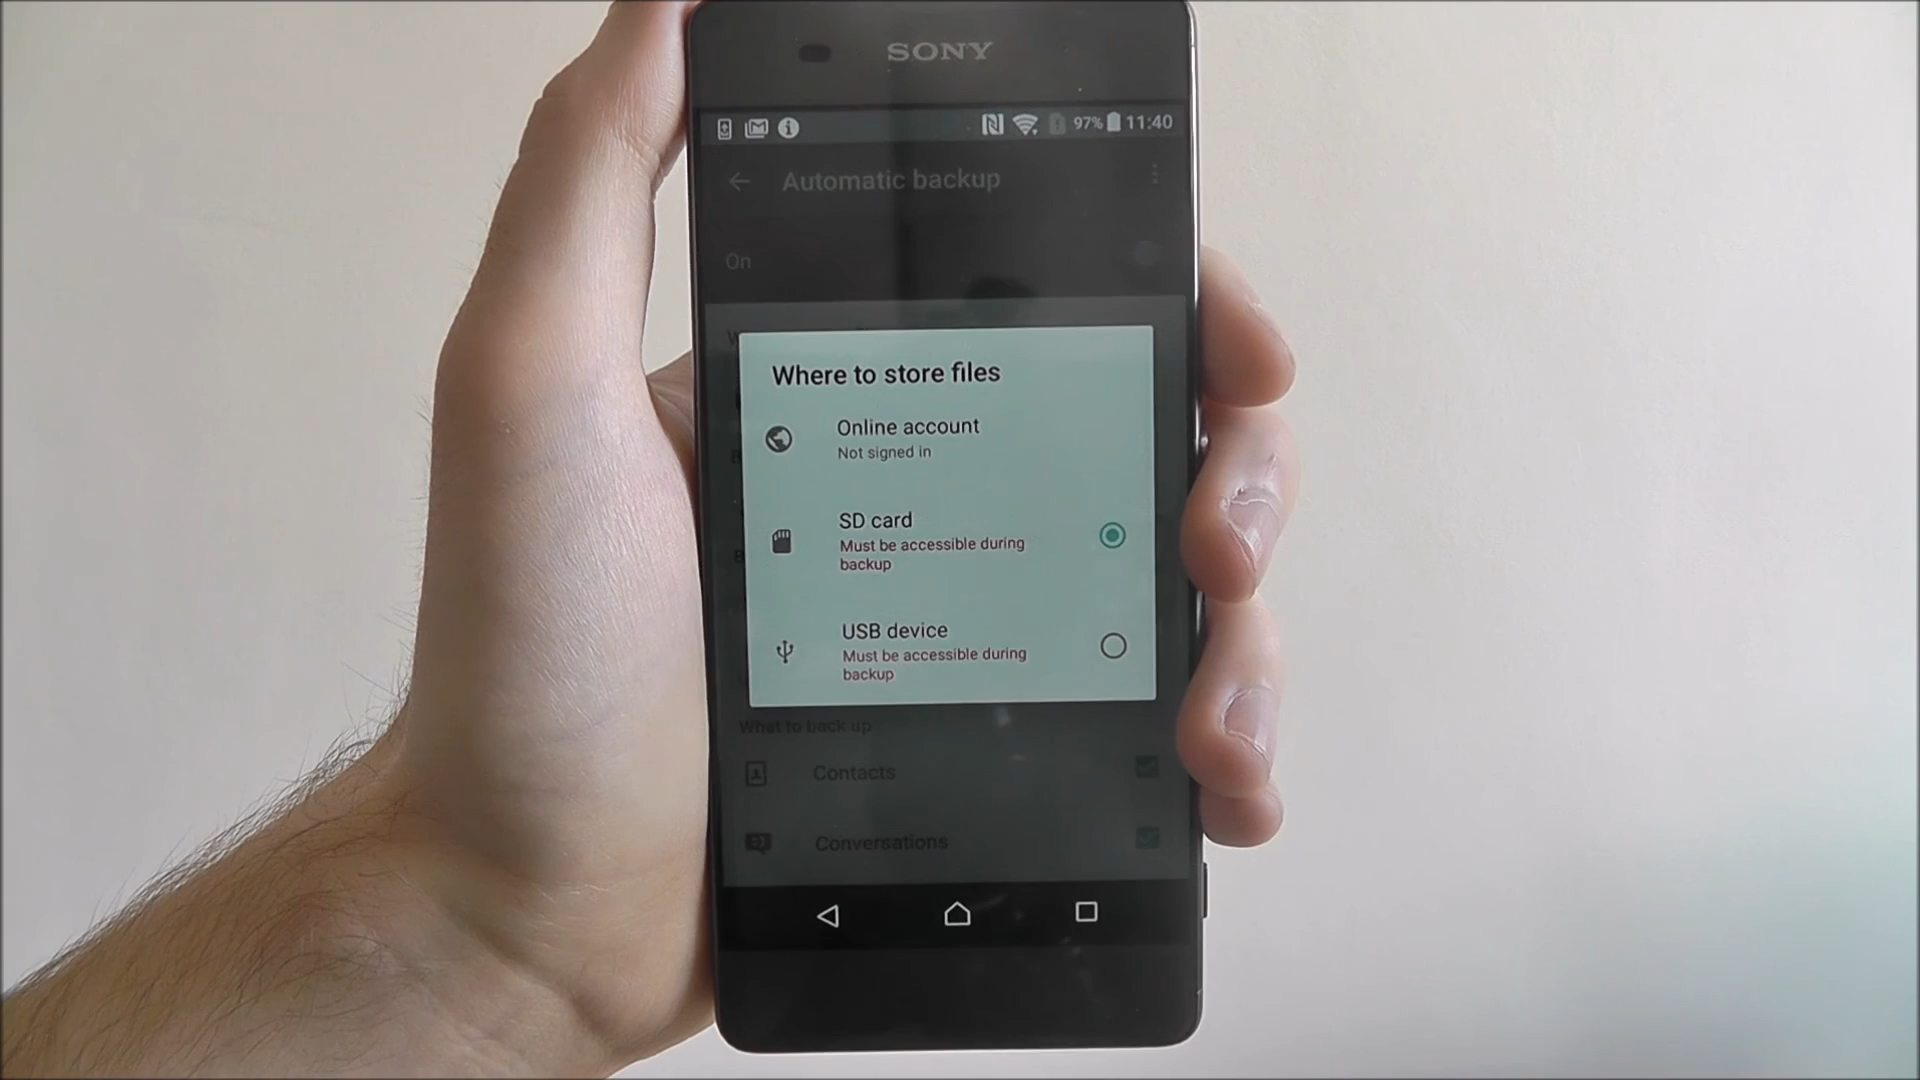 SONY
97% 11:40
Automatic backup
On
Where to store files
Online account
Not signed in
SD card
Must be accessible during
backup
USB device
Must be accessible during
backup
What to back up
Contacts
Conversations